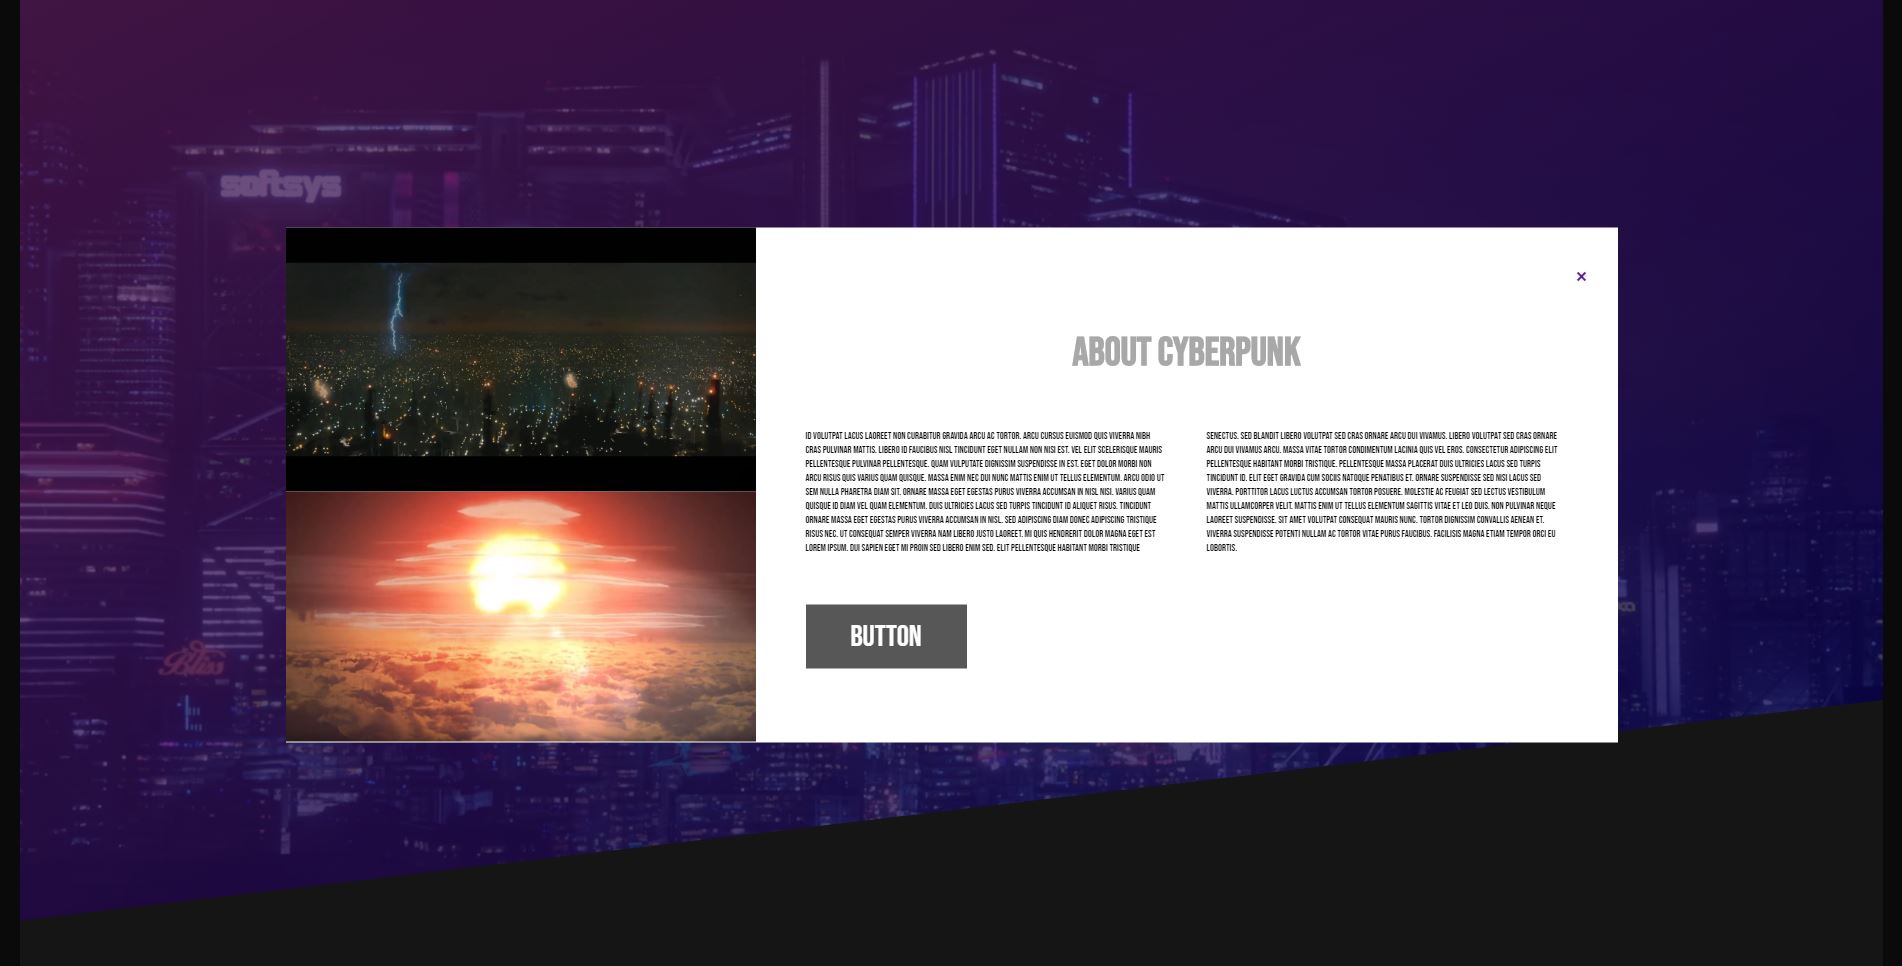 softsys
×
ABOUT CYBERPUNK
ID VOLUTPAT LACUS LAOREET NON CURABITUR GRAVIDA ARCU AC TORTOR. ARCU CURSUS EUISMOD QUIS VIVERRA NIBH
CRAS PULVINAR MATTIS. LIBERO ID FAUCIBUS NISL TINCIDUNT EGET NULLAM NON NISI EST. VEL ELIT SCELERISQUE MAURIS
PELLENTESQUE PULVINAR PELLENTESQUE. QUAM VULPUTATE DIGNISSIM SUSPENDISSE IN EST. EGET DOLOR MORBI NON
ARCU RISUS QUIS VARIUS QUAM QUISQUE. MASSA ENIM NEC DUI NUNC MATTIS ENIM UT TELLUS ELEMENTUM. ARCU ODIO UT
SEM NULLA PHARETRA DIAM SIT. ORNARE MASSA EGET EGESTAS PURUS VIVERRA ACCUMSAN IN NISL NISI. VARIUS QUAM
QUISQUE ID DIAM VEL QUAM ELEMENTUM. DUIS ULTRICIES LACUS SED TURPIS TINCIDUNT ID ALIQUET RISUS. TINCIDUNT
ORNARE MASSA EGET EGESTAS PURUS VIVERRA ACCUMSAN IN NISL. SED ADIPISCING DIAM DONEC ADIPISCING TRISTIQUE
RISUS NEC. UT CONSEQUAT SEMPER VIVERRA NAM LIBERO JUSTO LAOREET. MI QUIS HENDRERIT DOLOR MAGNA EGET EST
LOREM IPSUM. DUI SAPIEN EGET MI PROIN SED LIBERO ENIM SED. ELIT PELLENTESQUE HABITANT MORBI TRISTIQUE
SENECTUS. SED BLANDIT LIBERO VOLUTPAT SED CRAS ORNARE ARCU DUI VIVAMUS. LIBERO VOLUTPAT SED CRAS ORNARE
ARCU DUI VIVAMUS ARCU. MASSA VITAE TORTOR CONDIMENTUM LACINIA QUIS VEL EROS. CONSECTETUR ADIPISCING ELIT
PELLENTESQUE HABITANT MORBI TRISTIQUE. PELLENTESQUE MASSA PLACERAT DUIS ULTRICIES LACUS SED TURPIS
TINCIDUNT ID. ELIT EGET GRAVIDA CUM SOCIIS NATOQUE PENATIBUS ET. ORNARE SUSPENDISSE SED NISI LACUS SED
VIVERRA. PORTTITOR LACUS LUCTUS ACCUMSAN TORTOR POSUERE. MOLESTIE AC FEUGIAT SED LECTUS VESTIBULUM
MATTIS ULLAMCORPER VELIT. MATTIS ENIM UT TELLUS ELEMENTUM SAGITTIS VITAE ET LEO DUIS. NON PULVINAR NEQUE
LAOREET SUSPENDISSE. SIT AMET VOLUTPAT CONSEQUAT MAURIS NUNC. TORTOR DIGNISSIM CONVALLIS AENEAN ET.
VIVERRA SUSPENDISSE POTENTI NULLAM AC TORTOR VITAE PURUS FAUCIBUS. FACILISIS MAGNA ETIAM TEMPOR ORCI EU
LOBORTIS.
BUTTON
Bliss